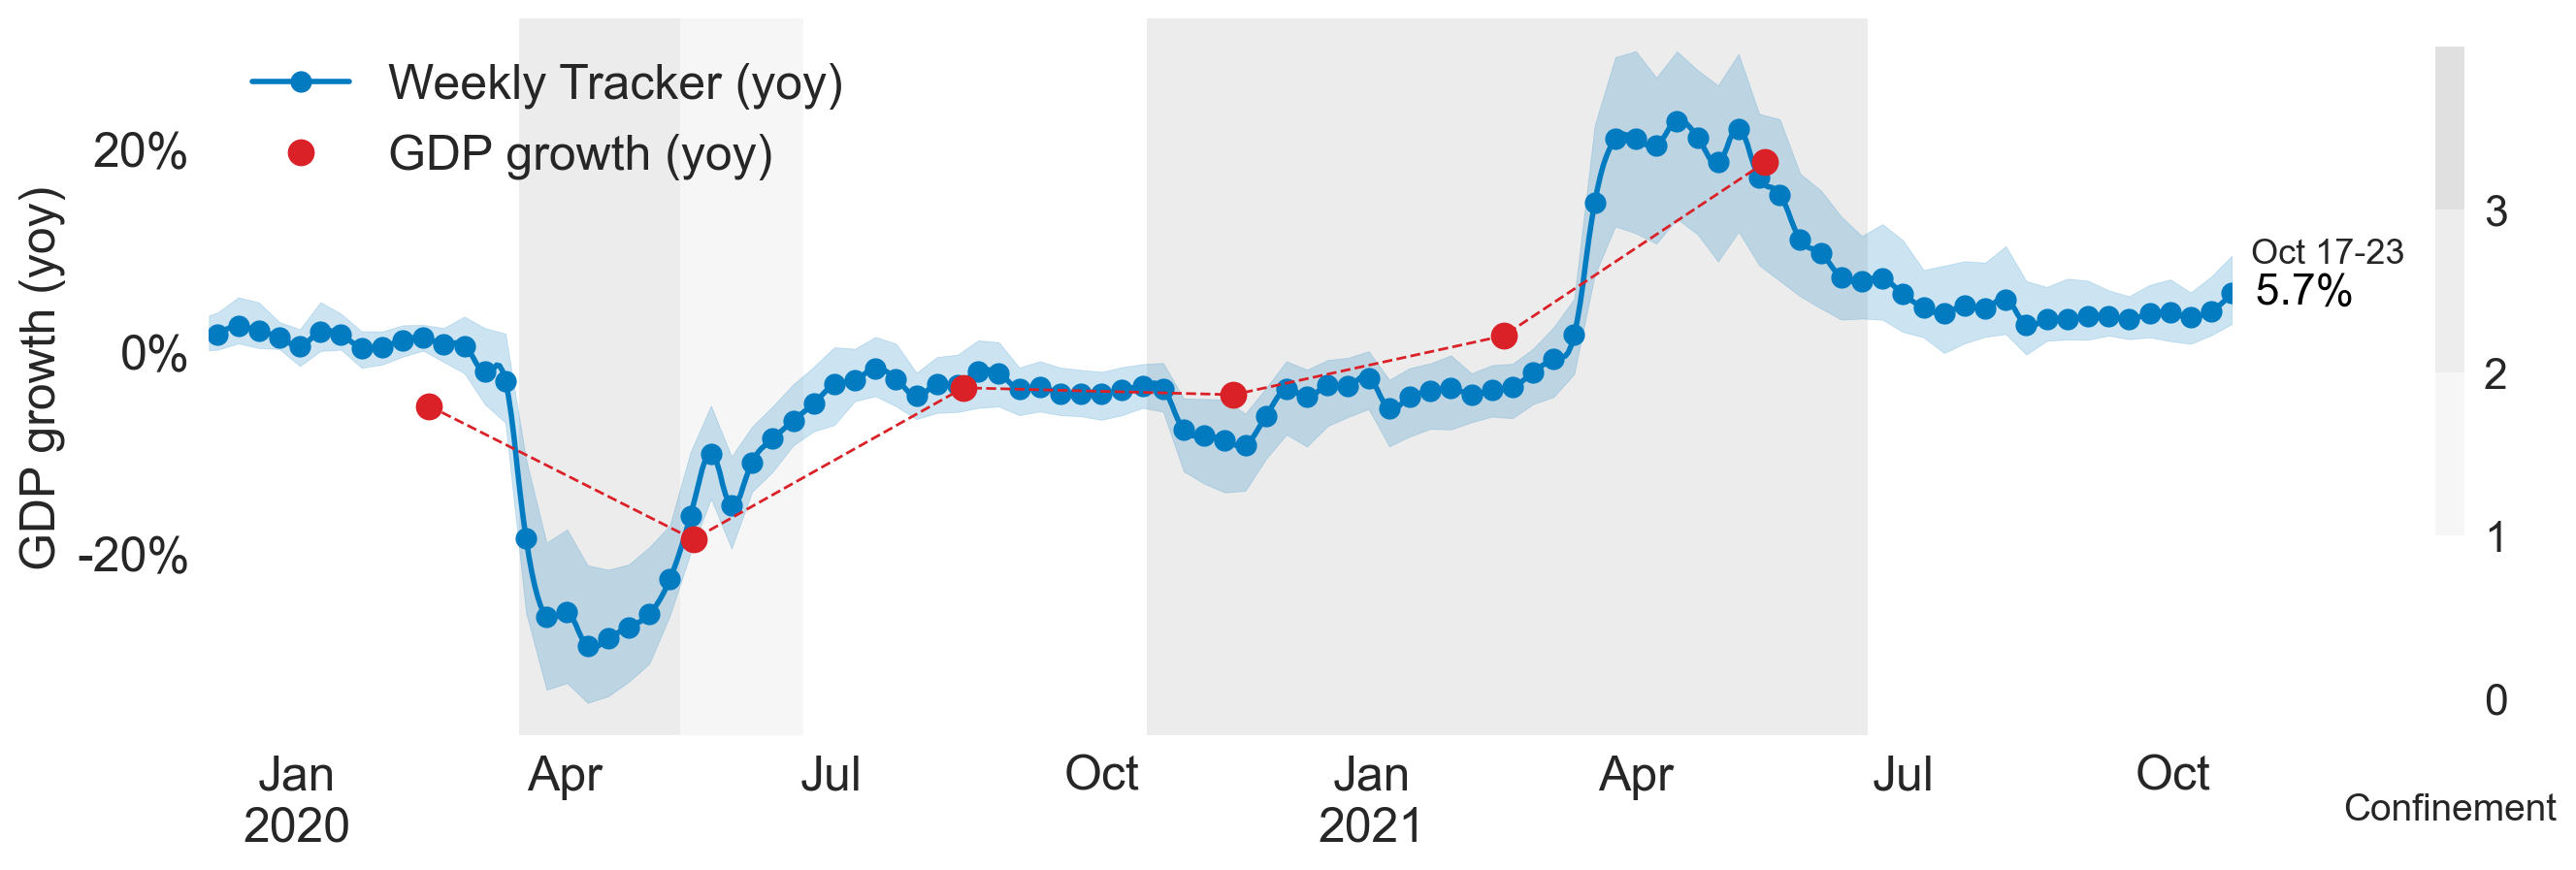 Weekly Tracker (yoy)
GDP growth (yoy)
GDP growth (yoy)
20%
0%
-20%
Oct 17-23
5.7%
3
2
1
0
Jan Apr Jul Oct Jan Apr Jul Oct
2020 2021
Confinement